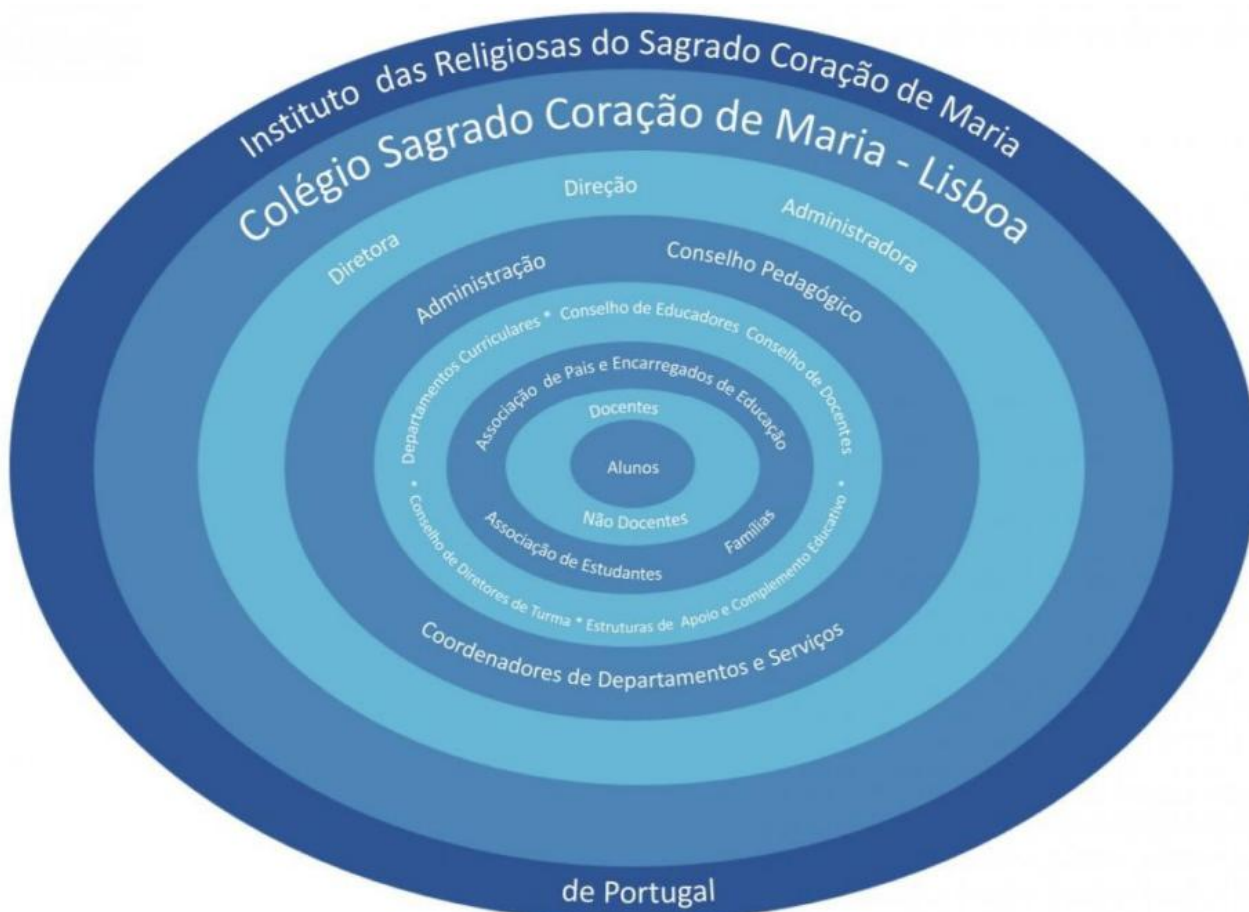 Instituto das Religiosas do Sagrado Coração de Maria
Colégio Sagrado Coração de Maria - Lisboa
Diretora
Direção
Administradora
Administração
Conselho Pedagógico
Departamentos Curriculares * Conselho de Educadores Conselho de Docentes
Associação de Pais e Encarregados de Educação
Docentes
Alunos
Não Docentes
Associação de Estudantes
Famílias
* Conselho de Diretores de Turma * Estruturas de Apoio e Complemento Educativo *
Coordenadores de Departamentos e Serviços
de Portugal